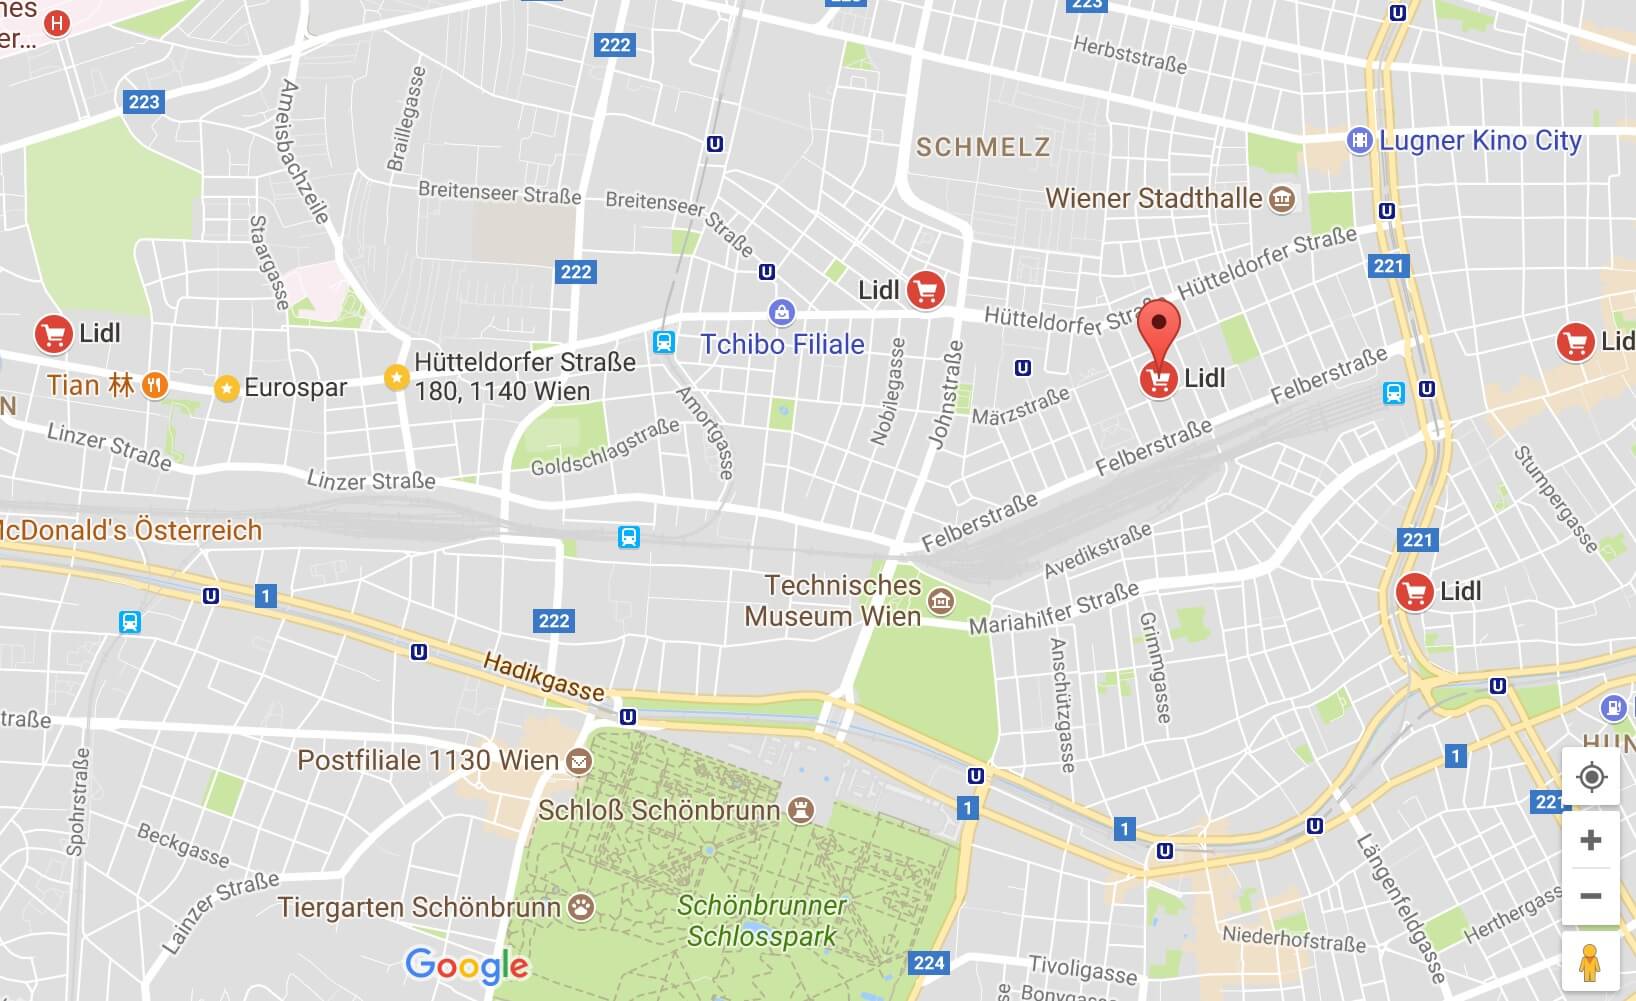 nes
er...
H
222
223
U
Herbststraße
223
Ameisbachzeile
Braillegasse
U
SCHMELZ
Lugner Kino City
Breitenseer Straße
Breitenseer Straße
Wiener Stadthalle
U
Staargasse
222
U
Hütteldorfer Straße
221
Lidl
Hütteldorfer Straße
Lidl
Tchibo Filiale
Lid
Hütteldorfer Straße
180, 1140 Wien
Tian 林
Eurospar
U
Lidl
Felberstraße
U
N
Nobilegasse
Johnstraße
Märzstraße
Amortgasse
Linzer Straße
Goldschlagstraße
Felberstraße
Linzer Straße
Stumpergasse
McDonald's Österreich
Felberstraße
Avedikstraße
221
U
1
Technisches
Museum Wien
Mariahilfer Straße
Lidl
222
U
Hadikgasse
Anschützgasse
Grimmgasse
U
traße
U
HUN
Postfiliale 1130 Wien
U
1
Spohrstraße
Schloß Schönbrunn
1
1
U
221
Beckgasse
U
Längenfeldgasse
Lainzer Straße
Tiergarten Schönbrunn
Schönbrunner
Schlosspark
Herthergass
Niederhofstraße
Google
224
Tivoligasse
Bonygasse